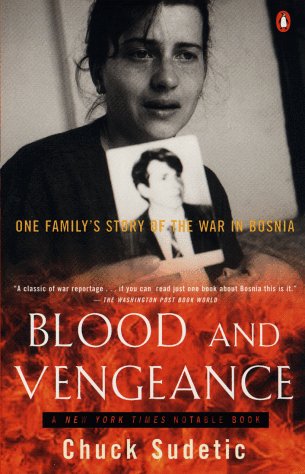 ONE FAMILY'S STORY OF THE WAR IN BOSNIA
"A classic of war reportage . . . if you can read just one book about Bosnia this is it."
— THE WASHINGTON POST BOOK WORLD
BLOOD AND
VENGEANCE
A NEW YORK TIMES NOTABLE BOOK
Chuck Sudetic